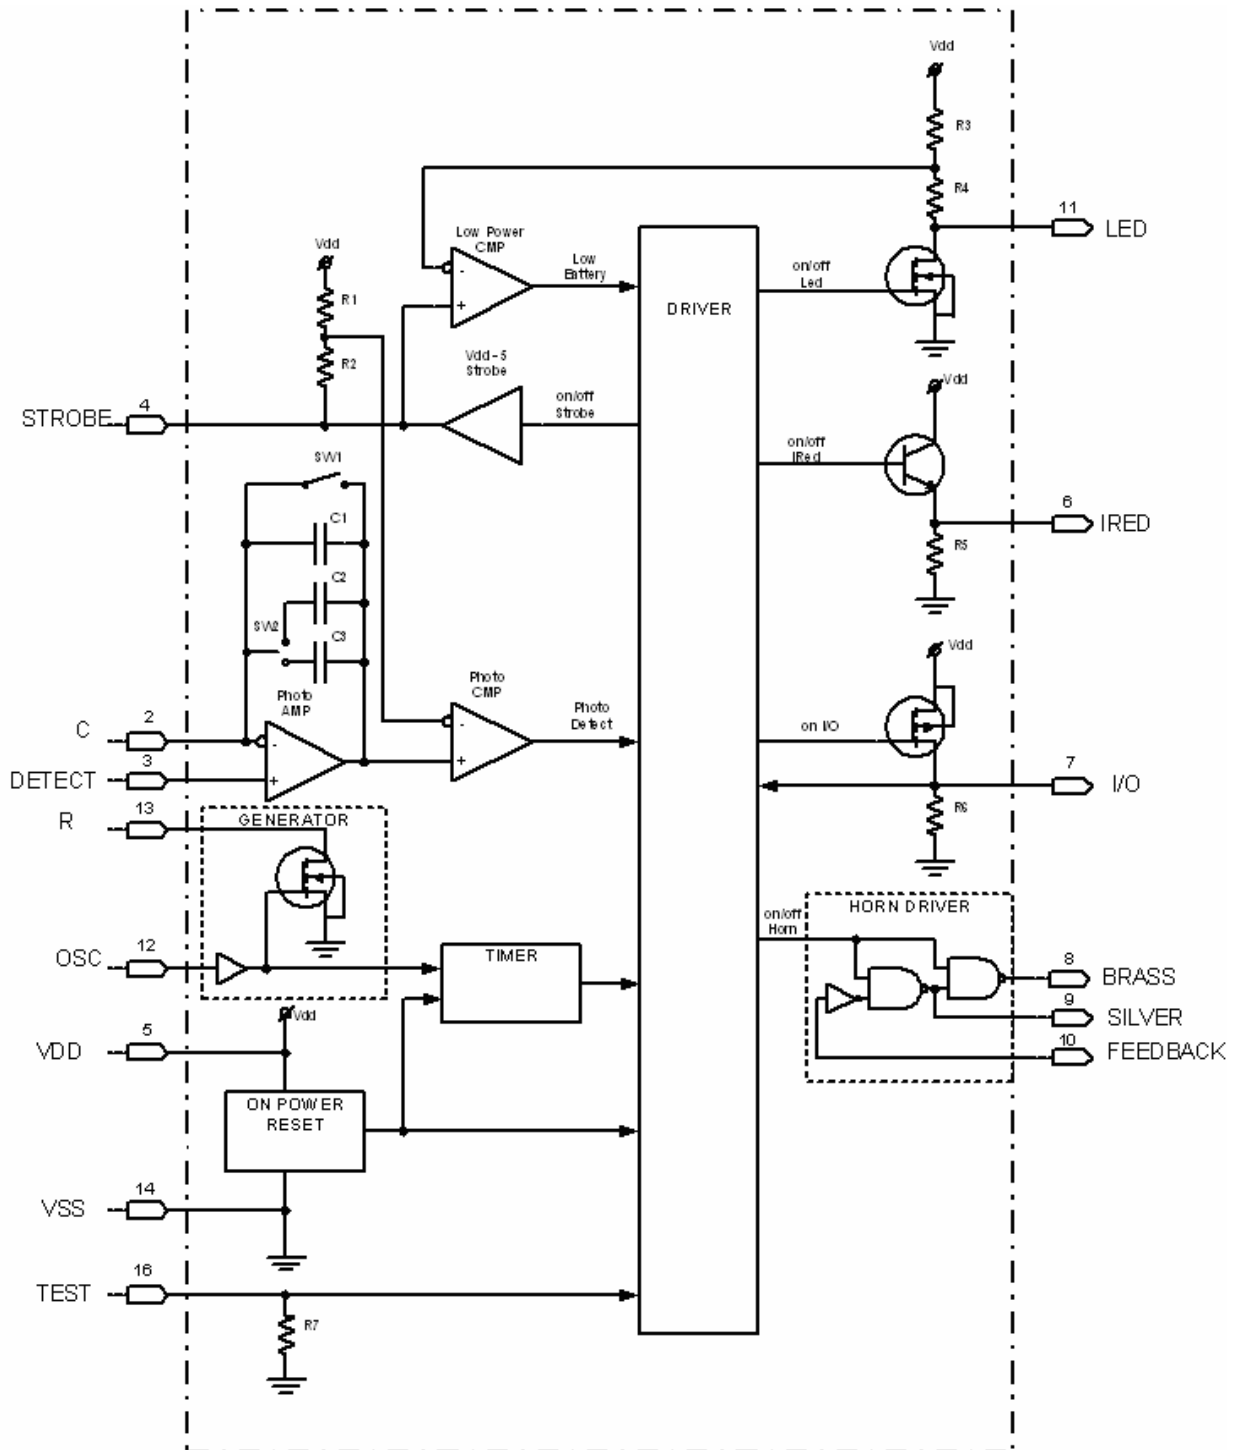 Vdd
R3
R4
11
LED
Low Power
CMP
Low
Battery
on/off
Led
DRIVER
Vdd
R1
R2
Vdd-5
Strobe
on/off
Strobe
4
STROBE
Vdd
on/off
IRed
6
IRED
R5
SW1
C1
C2
SW2
C3
Photo
AMP
Photo
CMP
Photo
Detect
-
+
-
+
-
+
2
C
3
DETECT
13
R
GENERATOR
Vdd
on I/O
7
I/O
R6
12
OSC
TIMER
on/off
Horn
HORN DRIVER
8
BRASS
9
SILVER
10
FEEDBACK
Vdd
5
VDD
ON POWER
RESET
14
VSS
16
TEST
R7